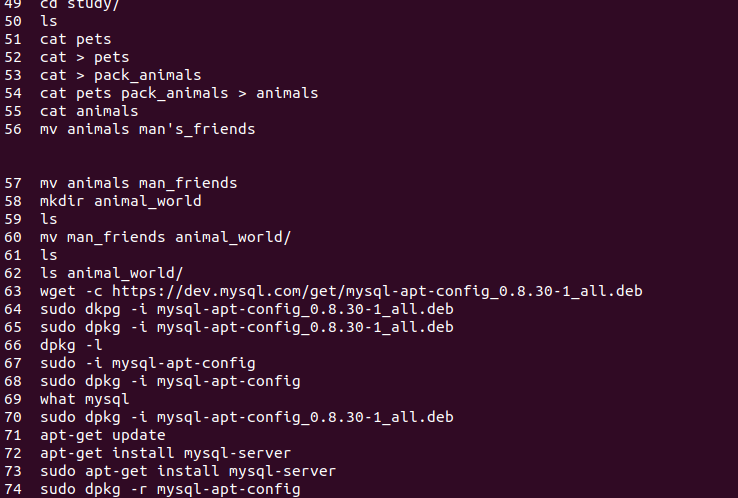 49 cd study/
50 ls
51 cat pets
52 cat > pets
53 cat > pack_animals
54 cat pets pack_animals > animals
55 cat animals
56 mv animals man's_friends
57 mv animals man_friends
58 mkdir animal_world
59 ls
60 mv man_friends animal_world/
61 ls
62 ls animal_world/
63 wget -c https://dev.mysql.com/get/mysql-apt-config_0.8.30-1_all.deb
64 sudo dkpg -i mysql-apt-config_0.8.30-1_all.deb
65 sudo dpkg -i mysql-apt-config_0.8.30-1_all.deb
66 dpkg -l
67 sudo -i mysql-apt-config
68 sudo dpkg -i mysql-apt-config
69 what mysql
70 sudo dpkg -i mysql-apt-config_0.8.30-1_all.deb
71 apt-get update
72 apt-get install mysql-server
73 sudo apt-get install mysql-server
74 sudo dpkg -r mysql-apt-config